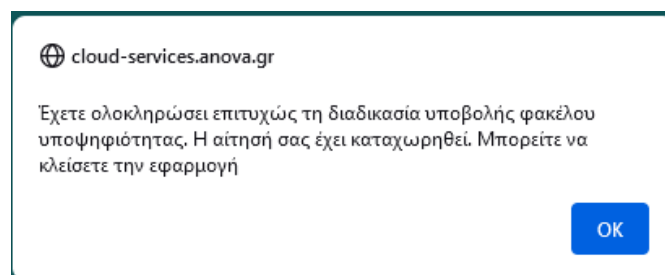 cloud-services.anova.gr
Έχετε ολοκληρώσει επιτυχώς τη διαδικασία υποβολής φακέλου
υποψηφιότητας. Η αίτησή σας έχει καταχωρηθεί. Μπορείτε να
κλείσετε την εφαρμογή
OK